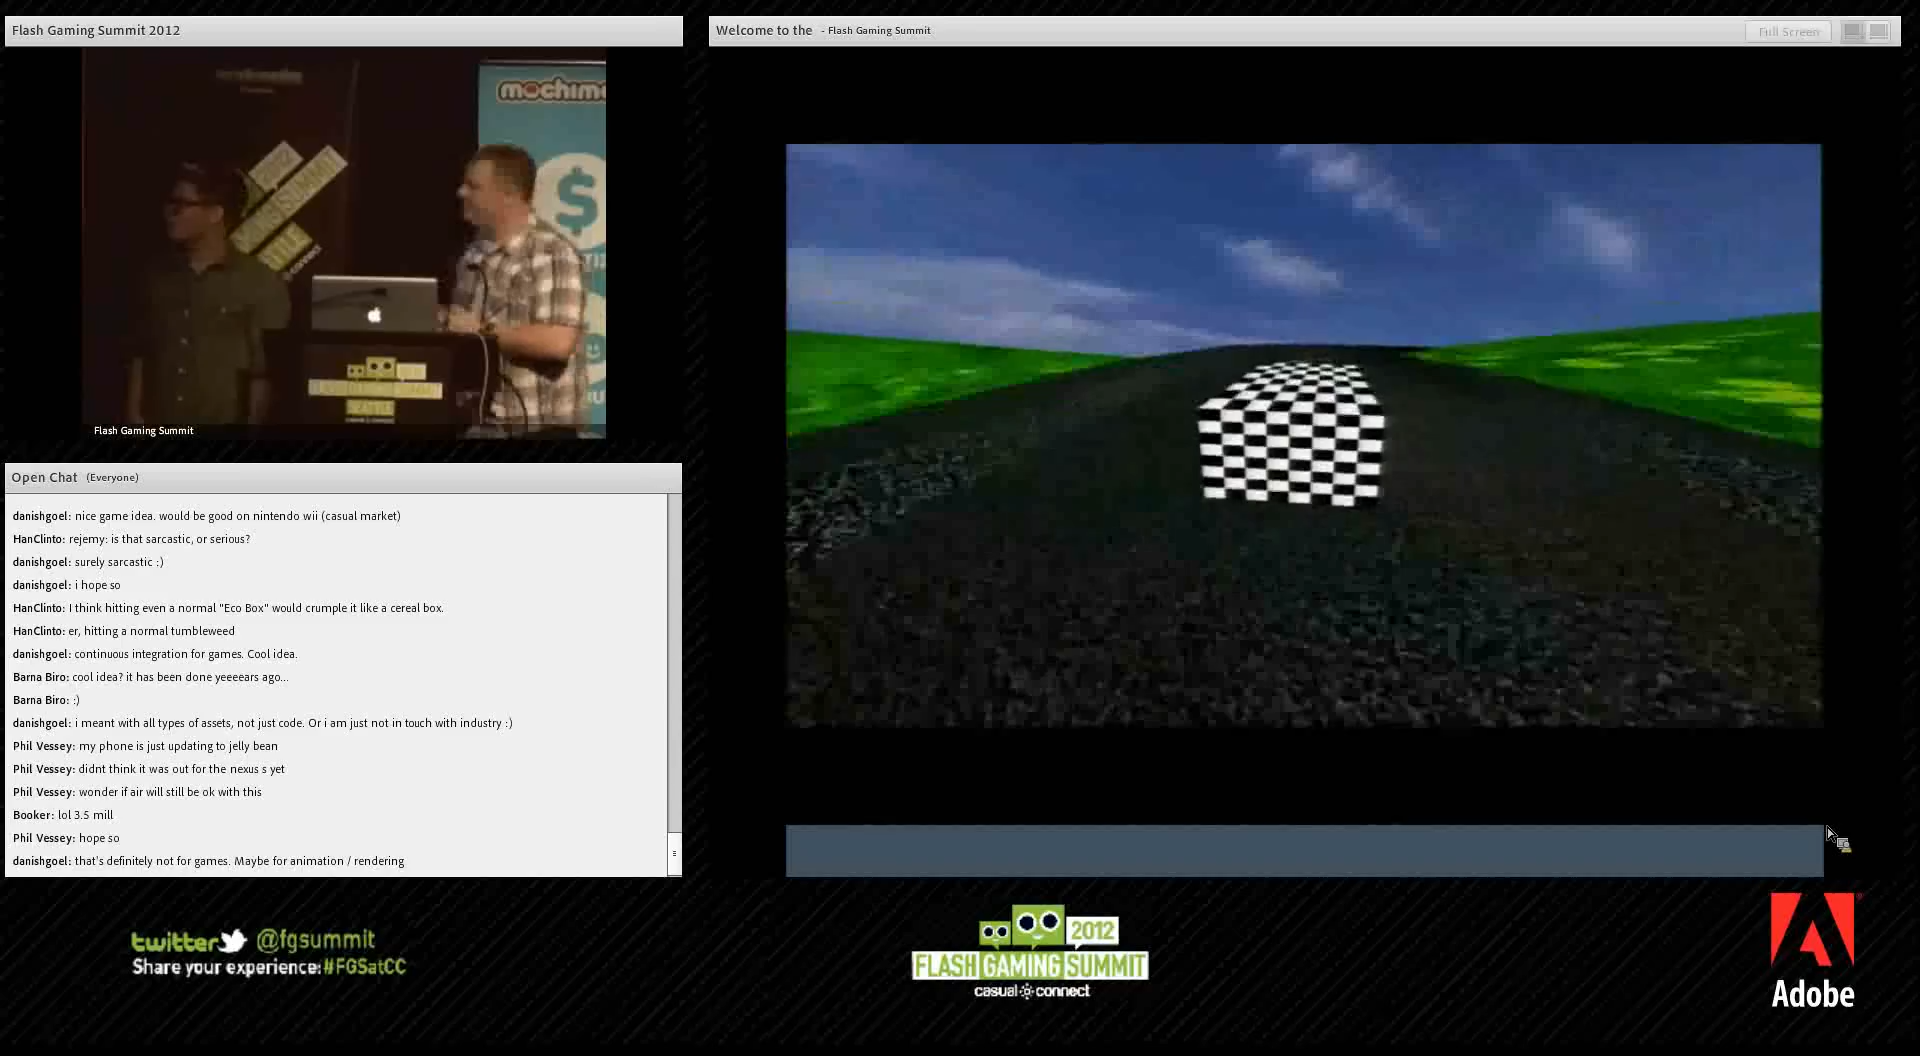 Flash Gaming Summit 2012
mochim
2012
GAMING SUMMIT
$
Flash Gaming Summit
Welcome to the - Flash Gaming Summit
Full Screen
Open Chat (Everyone)
danishgoel: nice game idea. would be good on nintendo wii (casual market)
HanClinto: rejemy: is that sarcastic, or serious?
danishgoel: surely sarcastic :)
danishgoel: i hope so
HanClinto: I think hitting even a normal "Eco Box" would crumple it like a cereal box.
HanClinto: er, hitting a normal tumbleweed
danishgoel: continuous integration for games. Cool idea.
Barna Biro: cool idea? it has been done yeeeears ago...
Barna Biro: :)
danishgoel: i meant with all types of assets, not just code. Or i am just not in touch with industry :)
Phil Vessey: my phone is just updating to jelly bean
Phil Vessey: didnt think it was out for the nexus s yet
Phil Vessey: wonder if air will still be ok with this
Booker: lol 3.5 mill
Phil Vessey: hope so
danishgoel: that's definitely not for games. Maybe for animation / rendering
twitter @fgsummit
Share your experience: #FGSatCC
2012
FLASH GAMING SUMMIT
casual connect
Adobe